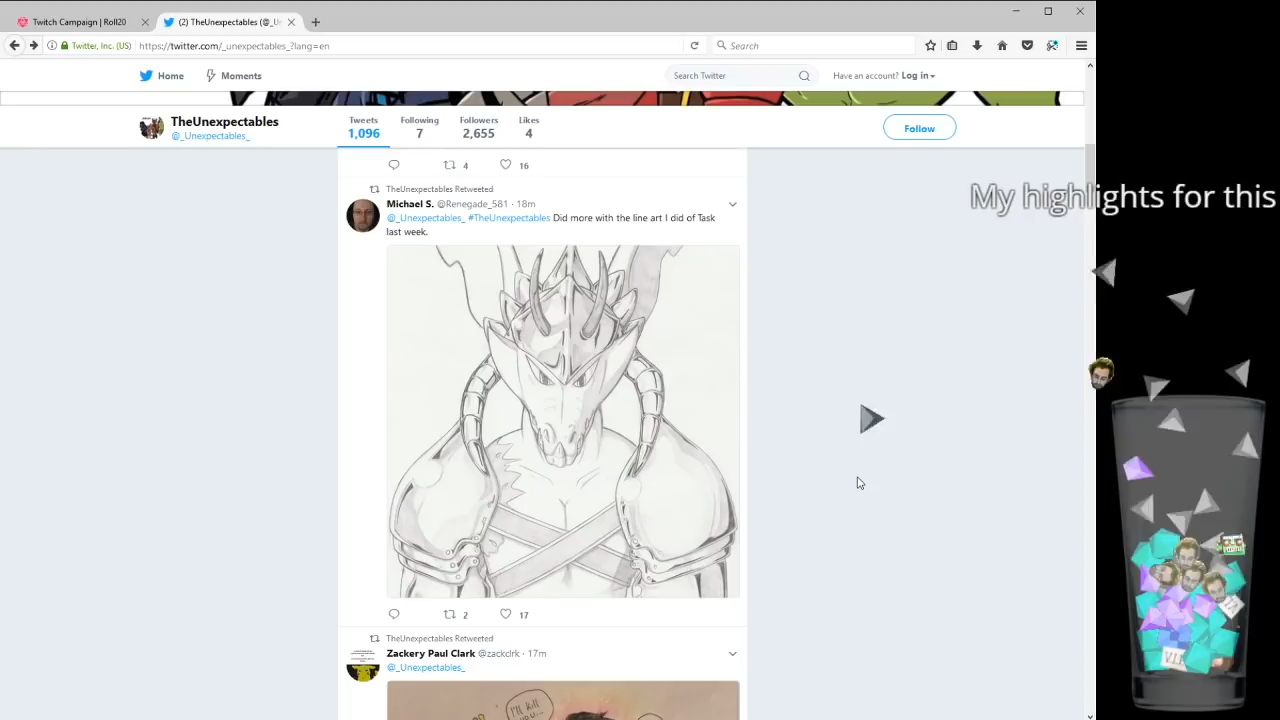 Twitch Campaign | Roll20
(2) TheUnexpectables (@_Un
Twitter, Inc. (US)
https://twitter.com/_unexpectables_?lang=en
Search
Home
Moments
Search Twitter
Have an account? Log in
TheUnexpectables
@_Unexpectables_
Tweets
1,096
Following
7
Followers
2,655
Likes
4
Follow
4
16
My highlights for this
TheUnexpectables Retweeted
Michael S. @Renegade_581 · 18m
@_Unexpectables_ #TheUnexpectables Did more with the line art I did of Task
last week.
2
17
TheUnexpectables Retweeted
Zackery Paul Clark @zackclrk · 17m
@_Unexpectables_
I'll kill
V.I.P.